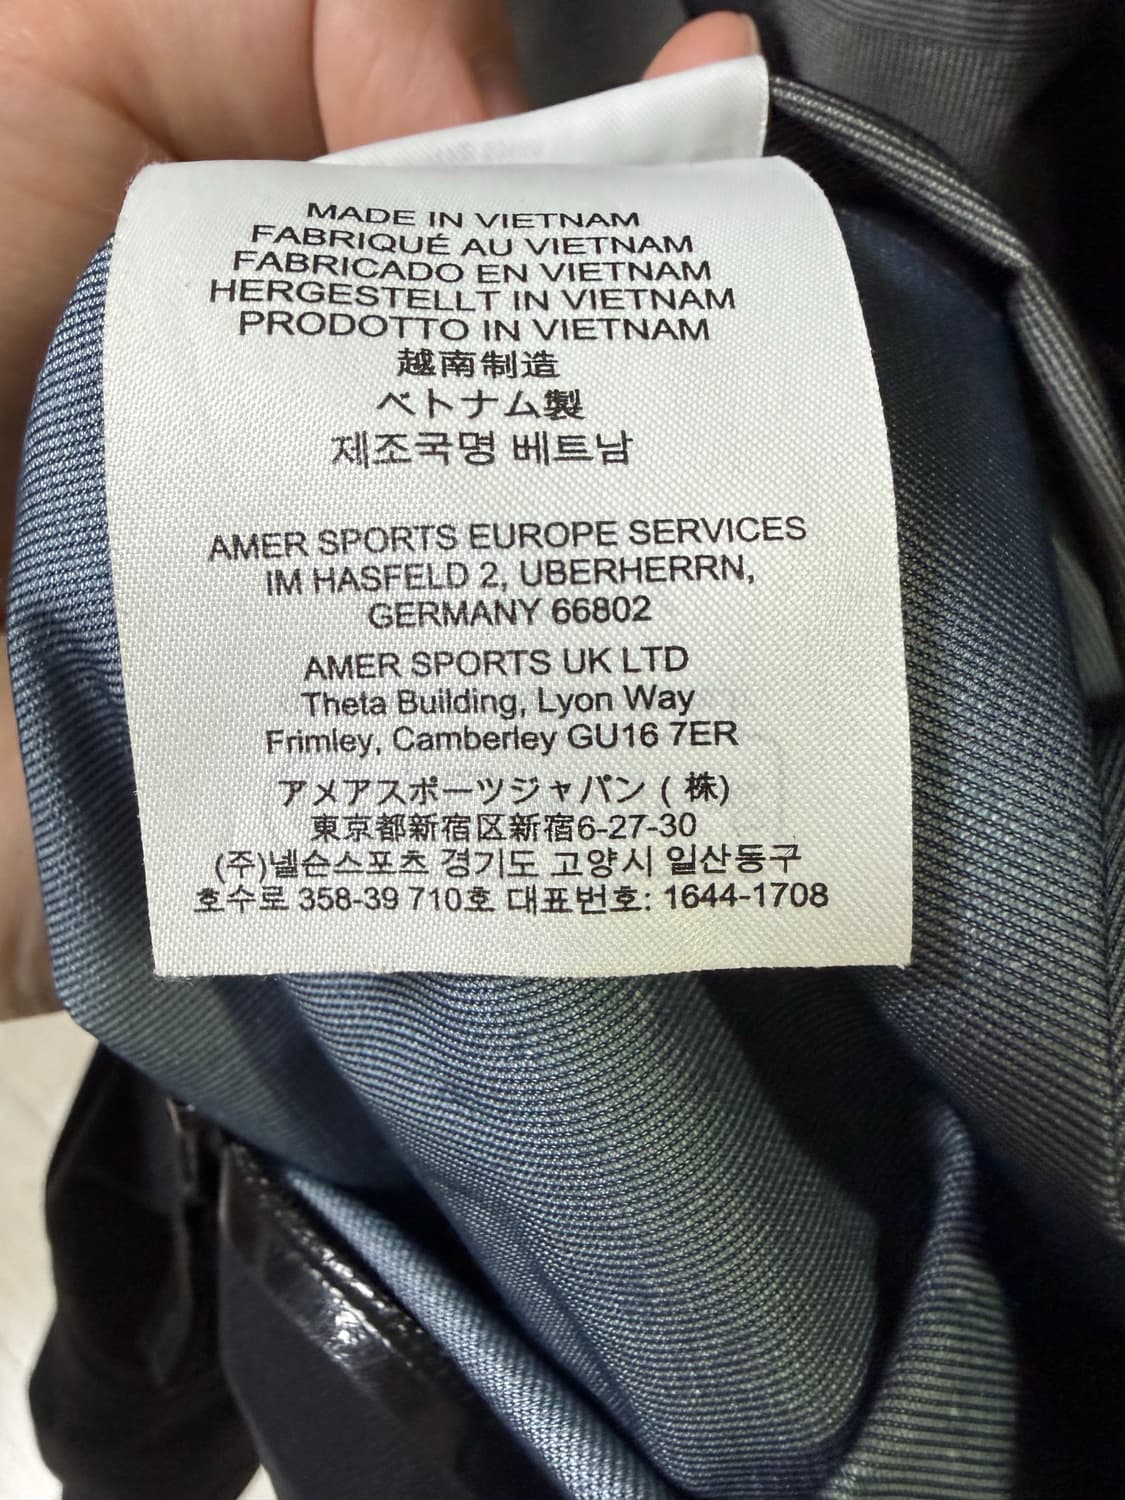 MADE IN VIETNAM
FABRIQUÉ AU VIETNAM
FABRICADO EN VIETNAM
HERGESTELLT IN VIETNAM
PRODOTTO IN VIETNAM
越南制造
ベトナム製
제조국명 베트남
AMER SPORTS EUROPE SERVICES
IM HASFELD 2, UBERHERRN,
GERMANY 66802
AMER SPORTS UK LTD
Theta Building, Lyon Way
Frimley, Camberley GU16 7ER
アメアスポーツジャパン ( 株)
東京都新宿区新宿6-27-30
(주)넬슨스포츠 경기도 고양시 일산동구
호수로 358-39 710호 대표번호: 1644-1708